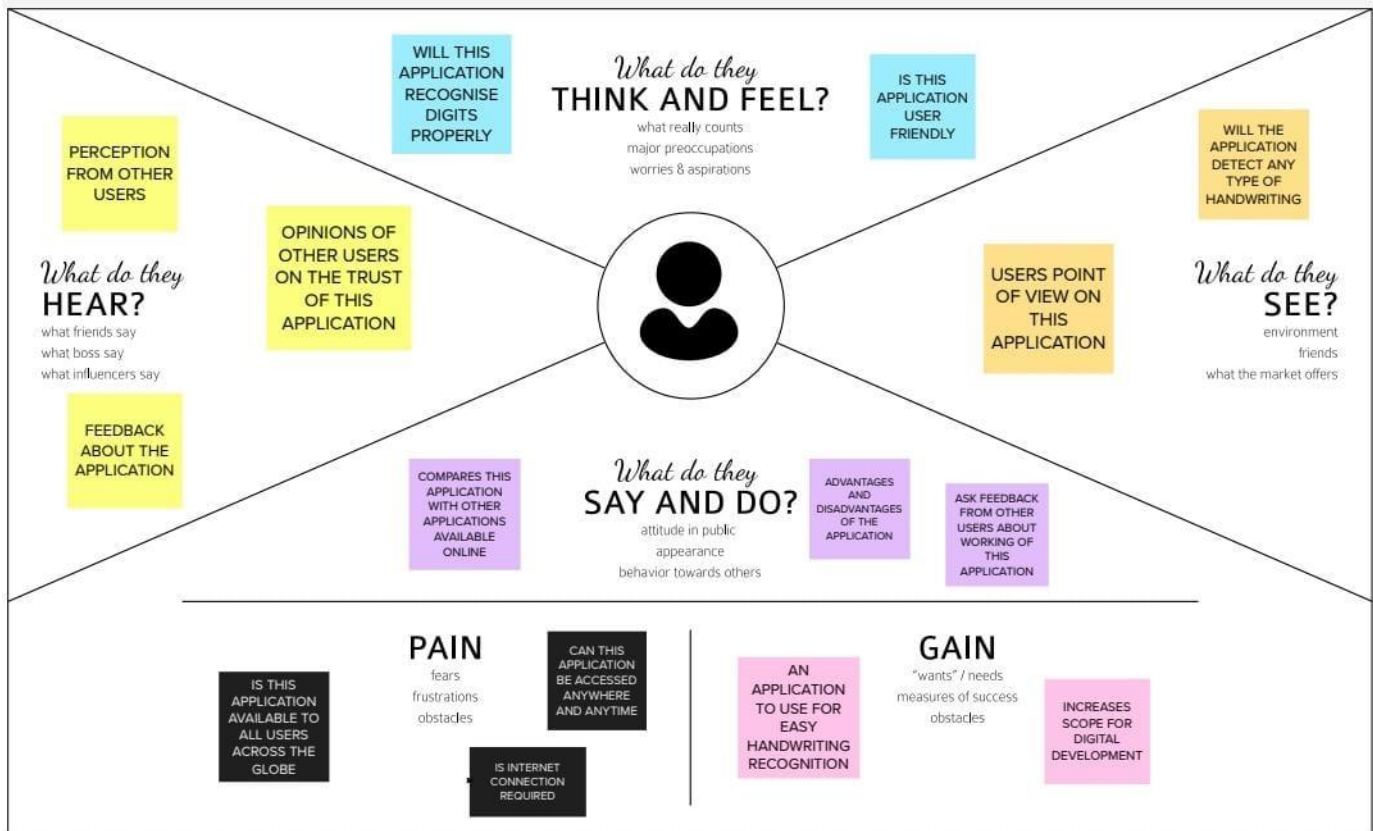 WILL THIS
APPLICATION
RECOGNISE
DIGITS
PROPERLY
What do they
THINK AND FEEL?
what really counts
major preoccupations
worries & aspirations
IS THIS
APPLICATION
USER
FRIENDLY
PERCEPTION
FROM OTHER
USERS
OPINIONS OF
OTHER USERS
ON THE TRUST
OF THIS
APPLICATION
What do they
HEAR?
what friends say
what boss say
what influencers say
FEEDBACK
ABOUT THE
APPLICATION
WILL THE
APPLICATION
DETECT ANY
TYPE OF
HANDWRITING
USERS POINT
OF VIEW ON
THIS
APPLICATION
What do they
SEE?
environment
friends
what the market offers
COMPARES THIS
APPLICATION
WITH OTHER
APPLICATIONS
AVAILABLE
ONLINE
What do they
SAY AND DO?
attitude in public
appearance
behavior towards others
ADVANTAGES
AND
DISADVANTAGES
OF THE
APPLICATION
ASK FEEDBACK
FROM OTHER
USERS ABOUT
WORKING OF
THIS
APPLICATION
IS THIS
APPLICATION
AVAILABLE TO
ALL USERS
ACROSS THE
GLOBE
PAIN
fears
frustrations
obstacles
CAN THIS
APPLICATION
BE ACCESSED
ANYWHERE
AND ANYTIME
IS INTERNET
CONNECTION
REQUIRED
AN
APPLICATION
TO USE FOR
EASY
HANDWRITING
RECOGNITION
GAIN
"wants" / needs
measures of success
obstacles
INCREASES
SCOPE FOR
DIGITAL
DEVELOPMENT